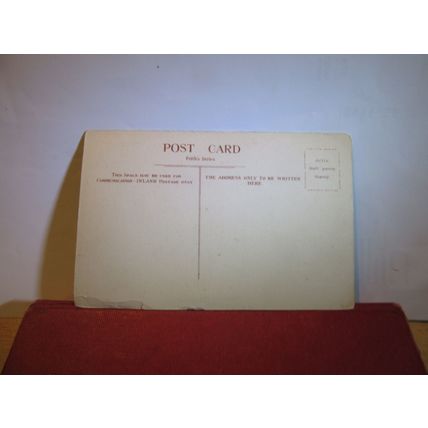 POST CARD
THIS SPACE MAY BE USED FOR
COMMUNICATION - INLAND POSTAGE ONLY
THE ADDRESS ONLY TO BE WRITTEN
HERE